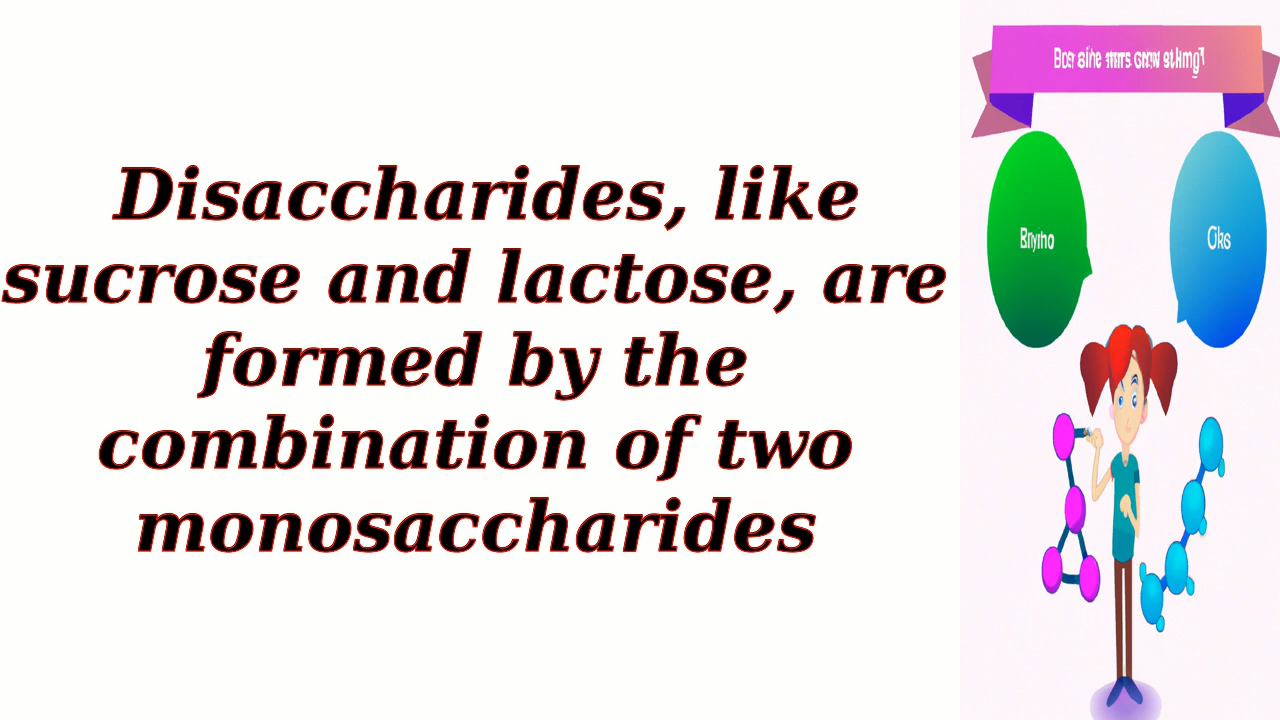 Disaccharides, like
sucrose and lactose, are
formed by the
combination of two
monosaccharides